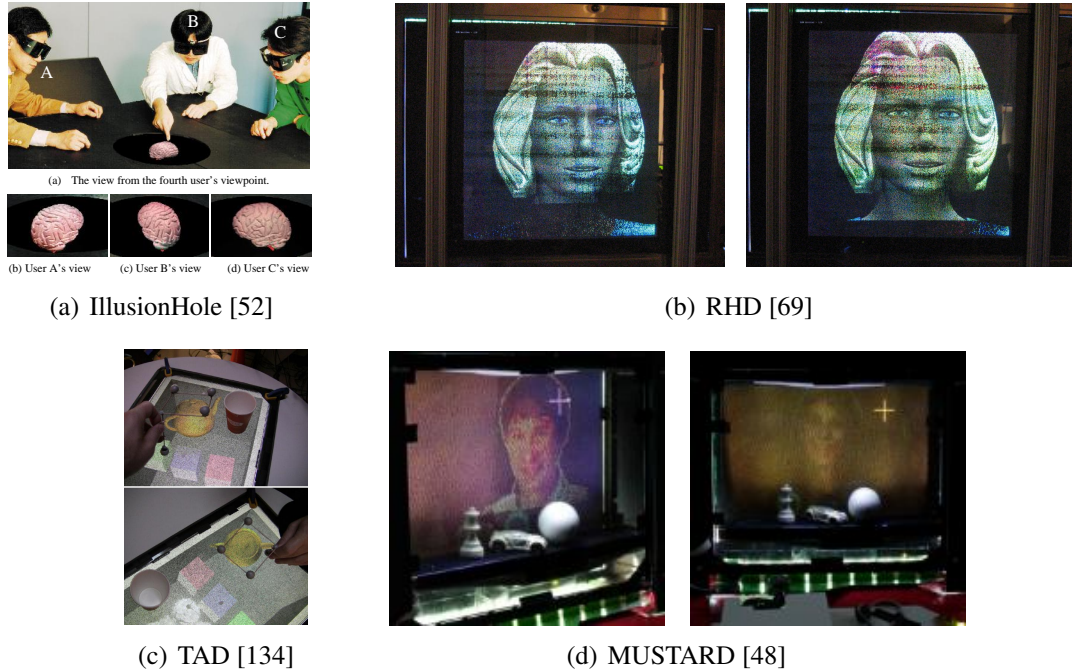 A
B
C
(a) The view from the fourth user's viewpoint.
(b) User A's view (c) User B's view (d) User C's view
(a) IllusionHole [52]
(b) RHD [69]
(c) TAD [134]
(d) MUSTARD [48]